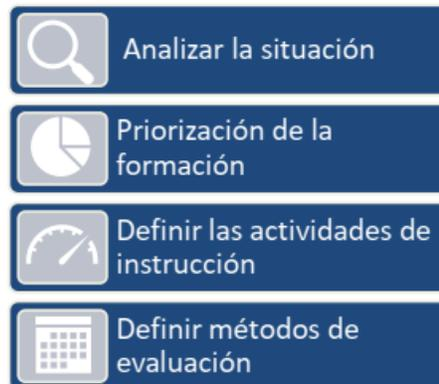 Analizar la situación
Priorización de la
formación
Definir las actividades de
instrucción
Definir métodos de
evaluación